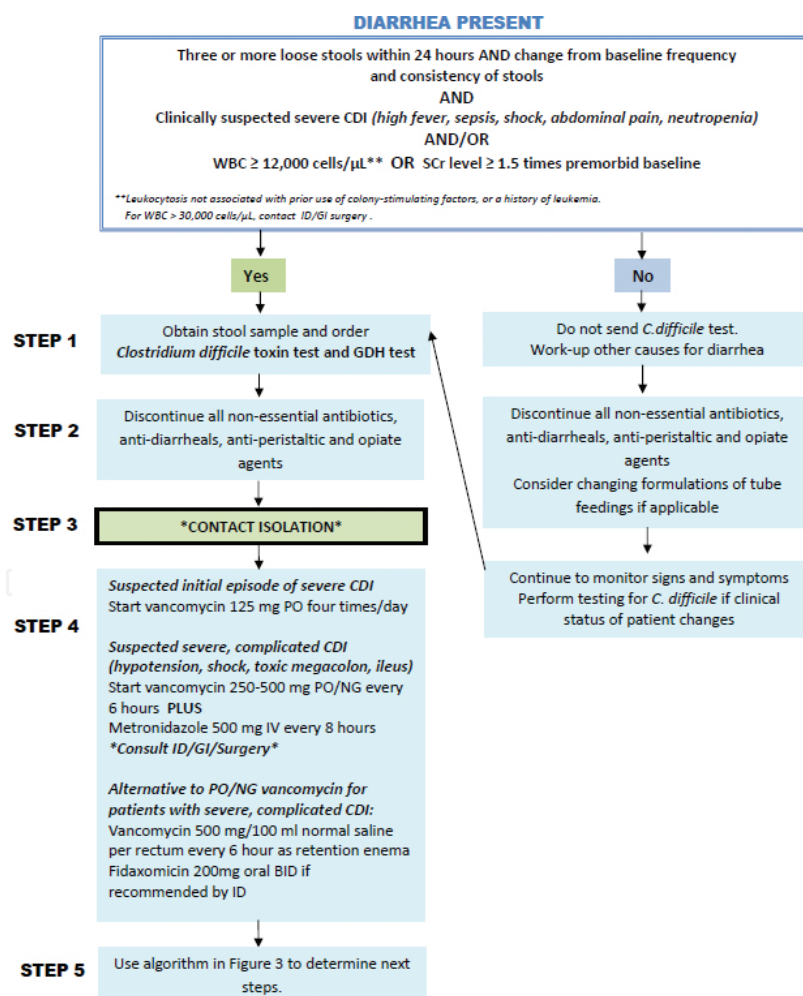 DIARRHEA PRESENT
Three or more loose stools within 24 hours AND change from baseline frequency
and consistency of stools
AND
Clinically suspected severe CDI (high fever, sepsis, shock, abdominal pain, neutropenia)
AND/OR
WBC ≥ 12,000 cells/µL** OR SCr level ≥ 1.5 times premorbid baseline
**Leukocytosis not associated with prior use of colony-stimulating factors, or a history of leukemia.
For WBC > 30,000 cells/µL, contact ID/GI surgery .
Yes
No
STEP 1
Obtain stool sample and order
Clostridium difficile toxin test and GDH test
Do not send C.difficile test.
Work-up other causes for diarrhea
STEP 2
Discontinue all non-essential antibiotics,
anti-diarrheals, anti-peristaltic and opiate
agents
Discontinue all non-essential antibiotics,
anti-diarrheals, anti-peristaltic and opiate
agents
Consider changing formulations of tube
feedings if applicable
STEP 3
*CONTACT ISOLATION*
Continue to monitor signs and symptoms
Perform testing for C. difficile if clinical
status of patient changes
STEP 4
Suspected initial episode of severe CDI
Start vancomycin 125 mg PO four times/day
Suspected severe, complicated CDI
(hypotension, shock, toxic megacolon, ileus)
Start vancomycin 250-500 mg PO/NG every
6 hours PLUS
Metronidazole 500 mg IV every 8 hours
*Consult ID/GI/Surgery*
Alternative to PO/NG vancomycin for
patients with severe, complicated CDI:
Vancomycin 500 mg/100 ml normal saline
per rectum every 6 hour as retention enema
Fidaxomicin 200mg oral BID if
recommended by ID
STEP 5
Use algorithm in Figure 3 to determine next
steps.